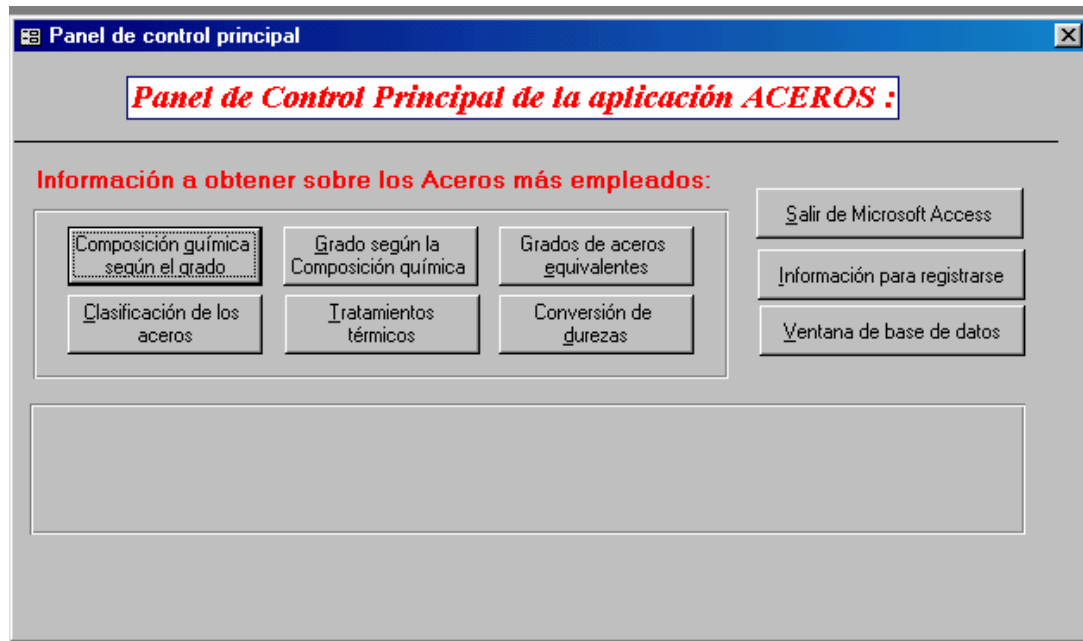 Panel de control principal
Panel de Control Principal de la aplicación ACEROS :
Información a obtener sobre los Aceros más empleados:
Composición química
según el grado
Grado según la
Composición química
Grados de aceros
equivalentes
Clasificación de los
aceros
Tratamientos
térmicos
Conversión de
durezas
Salir de Microsoft Access
Información para registrarse
Ventana de base de datos